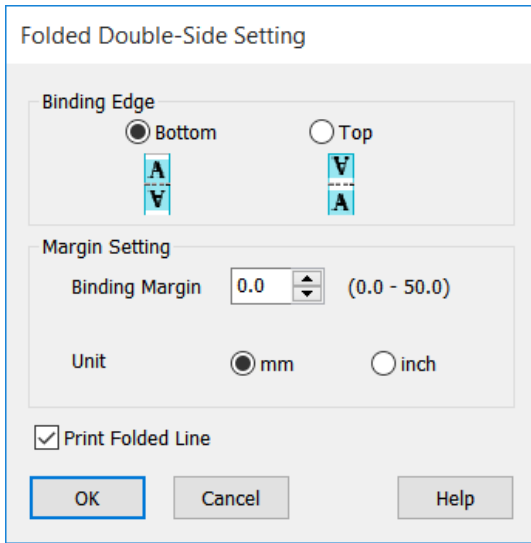 Folded Double-Side Setting
Binding Edge
Bottom Top
A ∀
∀ A
Margin Setting
Binding Margin 0.0 (0.0 - 50.0)
Unit mm inch
Print Folded Line
OK Cancel Help